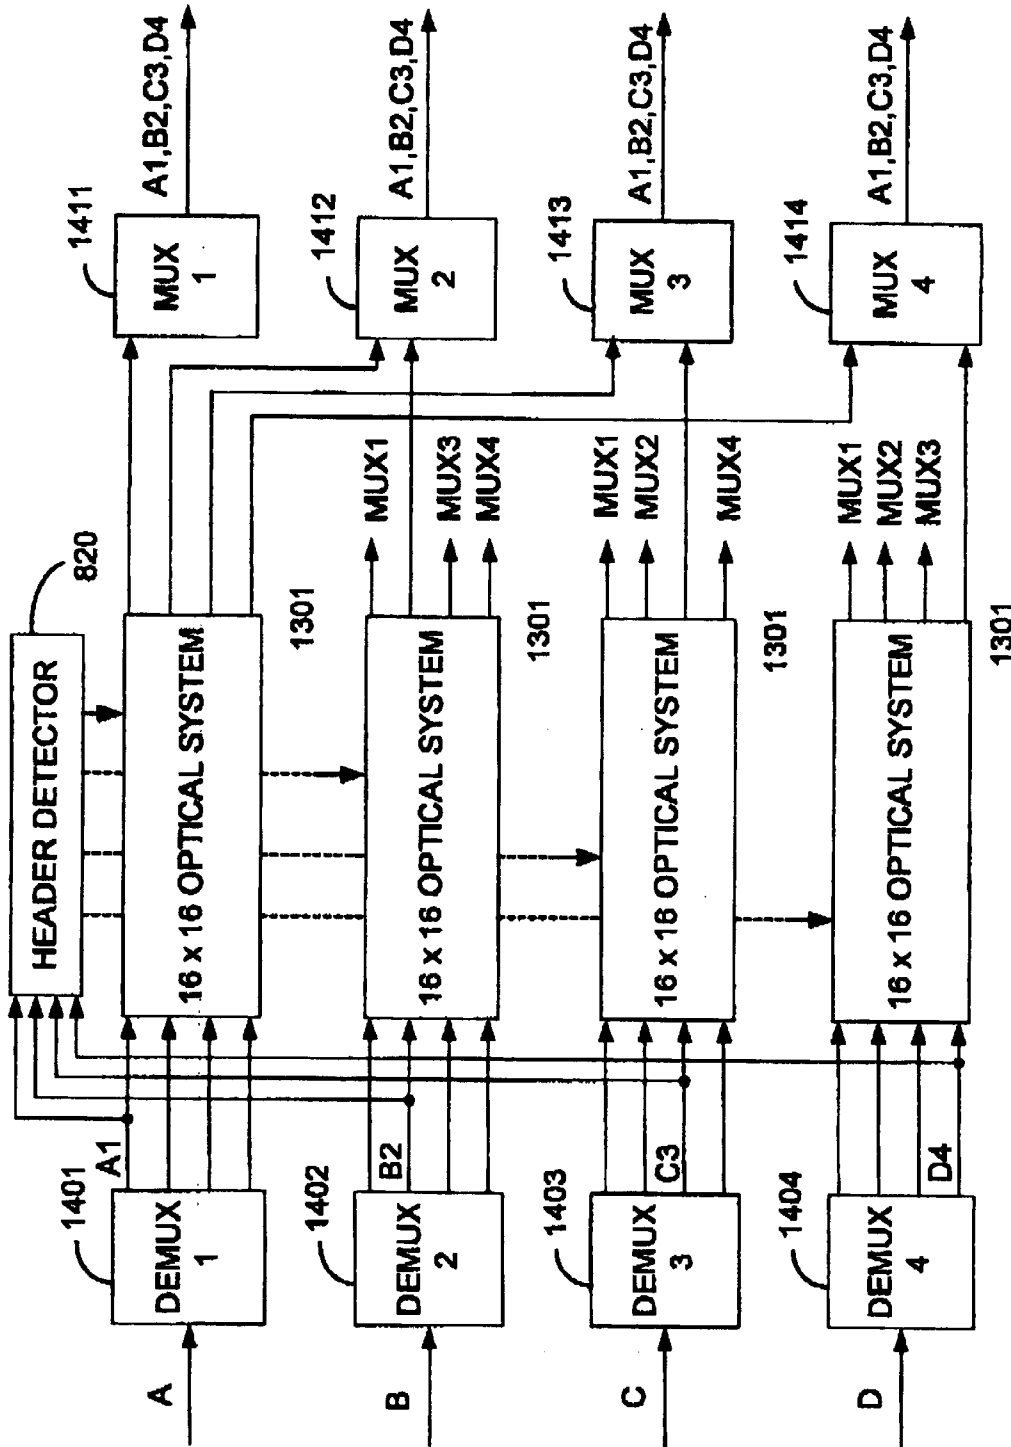 HEADER DETECTOR
820
1401
A1
1411
A
DEMUX
1
16 x 16 OPTICAL SYSTEM
MUX
1
A1,B2,C3,D4
1301
1402
B2
MUX1
1412
B
DEMUX
2
16 x 16 OPTICAL SYSTEM
MUX3
MUX4
MUX
2
A1,B2,C3,D4
1301
1403
C3
MUX1
MUX2
1413
C
DEMUX
3
16 x 18 OPTICAL SYSTEM
MUX4
MUX
3
A1,B2,C3,D4
1301
1404
D4
MUX1
MUX2
MUX3
1414
D
DEMUX
4
16 x 16 OPTICAL SYSTEM
MUX
4
A1,B2,C3,D4
1301